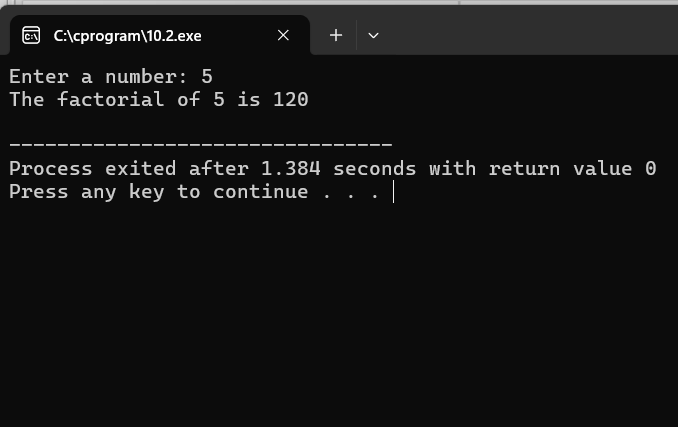 C:\cprogram\10.2.exe
Enter a number: 5
The factorial of 5 is 120
--------------------------------
Process exited after 1.384 seconds with return value 0
Press any key to continue . . .